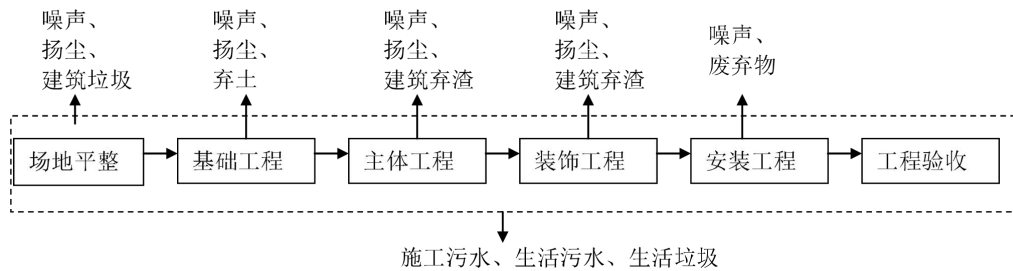 噪声、
扬尘、
建筑垃圾
噪声、
扬尘、
弃土
噪声、
扬尘、
建筑弃渣
噪声、
扬尘、
建筑弃渣
噪声、
废弃物
场地平整
基础工程
主体工程
装饰工程
安装工程
工程验收
施工污水、生活污水、生活垃圾